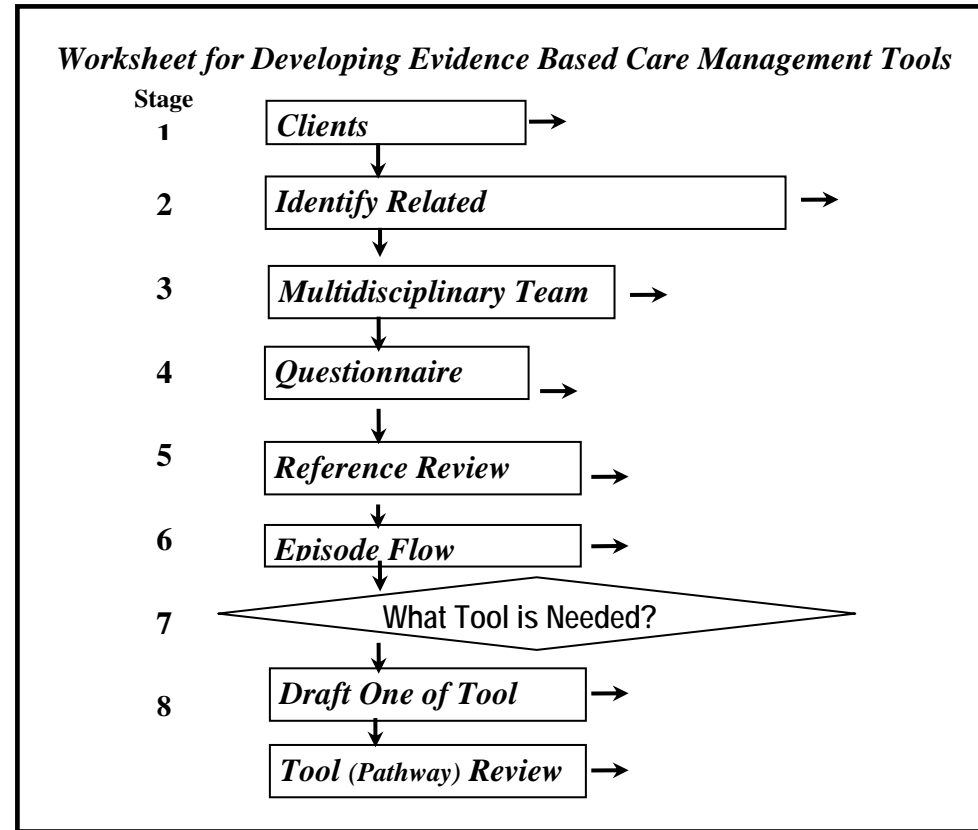 Worksheet for Developing Evidence Based Care Management Tools
Stage
1 Clients
2 Identify Related
3 Multidisciplinary Team
4 Questionnaire
5 Reference Review
6 Episode Flow
7 What Tool is Needed?
8 Draft One of Tool
Tool (Pathway) Review